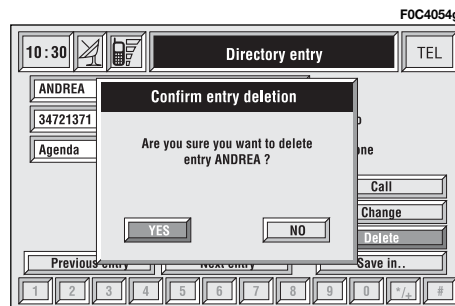 F0C4054g
10:30 Directory entry TEL
ANDREA
Confirm entry deletion
34721371
Are you sure you want to delete
entry ANDREA ?
Agenda
Call
Change
YES NO
Delete
Previous entry Next entry Save in..
1 2 3 4 5 6 7 8 9 0 */+ #